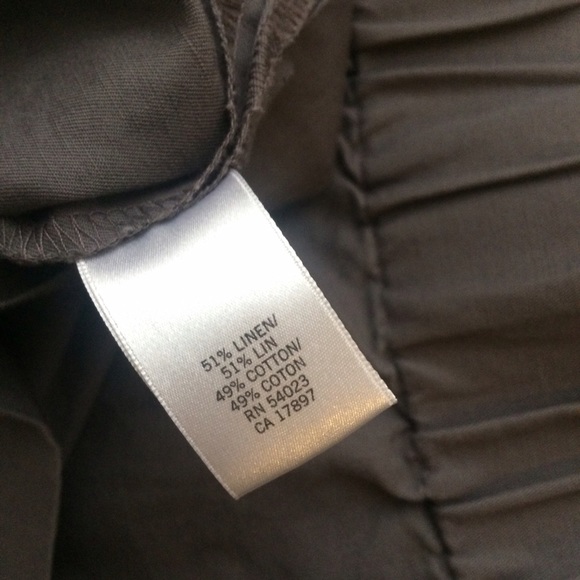 51% LINEN/
51% LIN
49% COTTON/
49% COTON
RN 54023
CA 17897